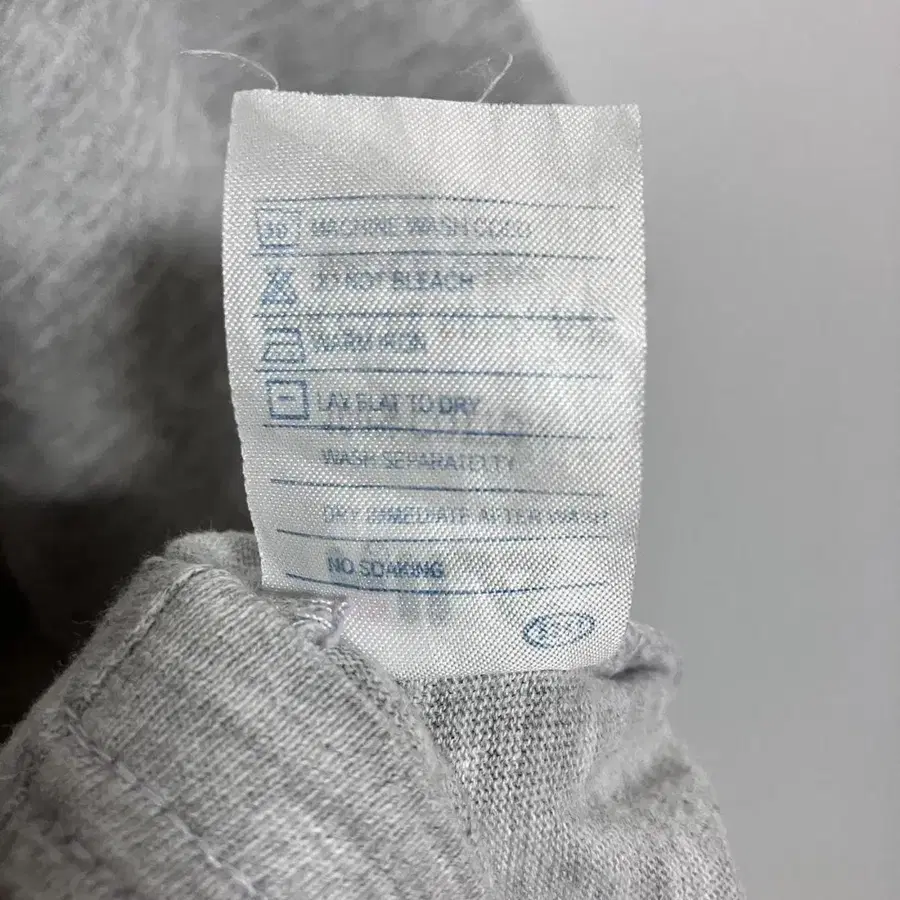 30 MACHINE WASH COLD
DO NOT BLEACH
WARM IRON
LAY FLAT TO DRY
WASH SEPARATELTY
DRY IMMEDIATE AFTER WASH
NO SOAKING